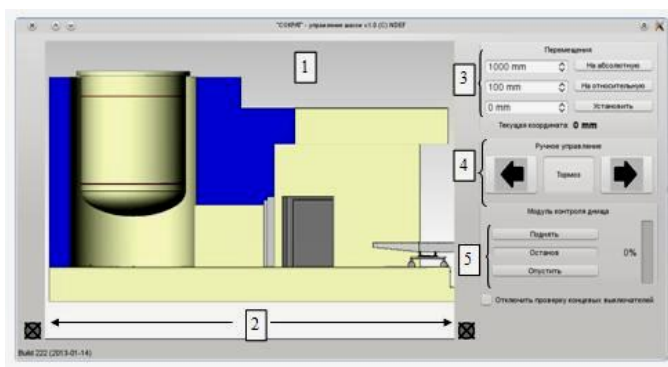 "СОКРАТ" - управление шасси v1.0 (C) NDEF
1
2
3
Перемещения
1000 mm
На абсолютную
100 mm
На относительную
0 mm
Установить
Текущая координата: 0 mm
4
Ручное управление
Тормоз
Модуль контроля днища
5
Поднять
Останов
0%
Опустить
Отключить проверку концевых выключателей
Build 222 (2013-01-14)